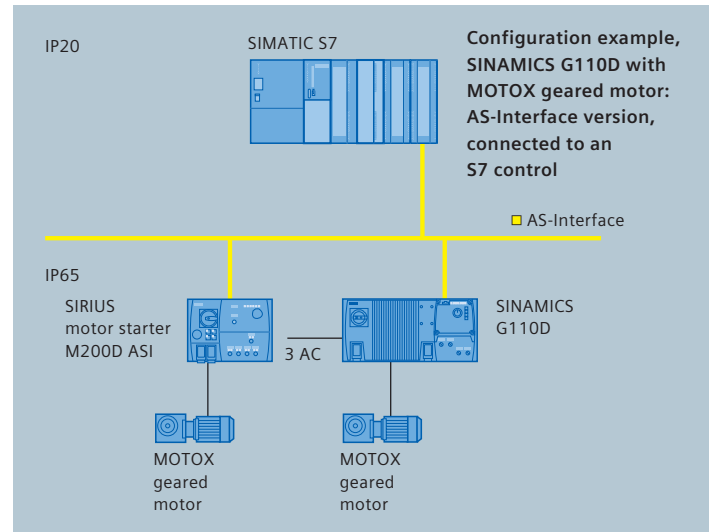 IP20
SIMATIC S7
Configuration example,
SINAMICS G110D with
MOTOX geared motor:
AS-Interface version,
connected to an
S7 control
AS-Interface
IP65
SIRIUS
motor starter
M200D ASI
3 AC
SINAMICS
G110D
MOTOX
geared
motor
MOTOX
geared
motor